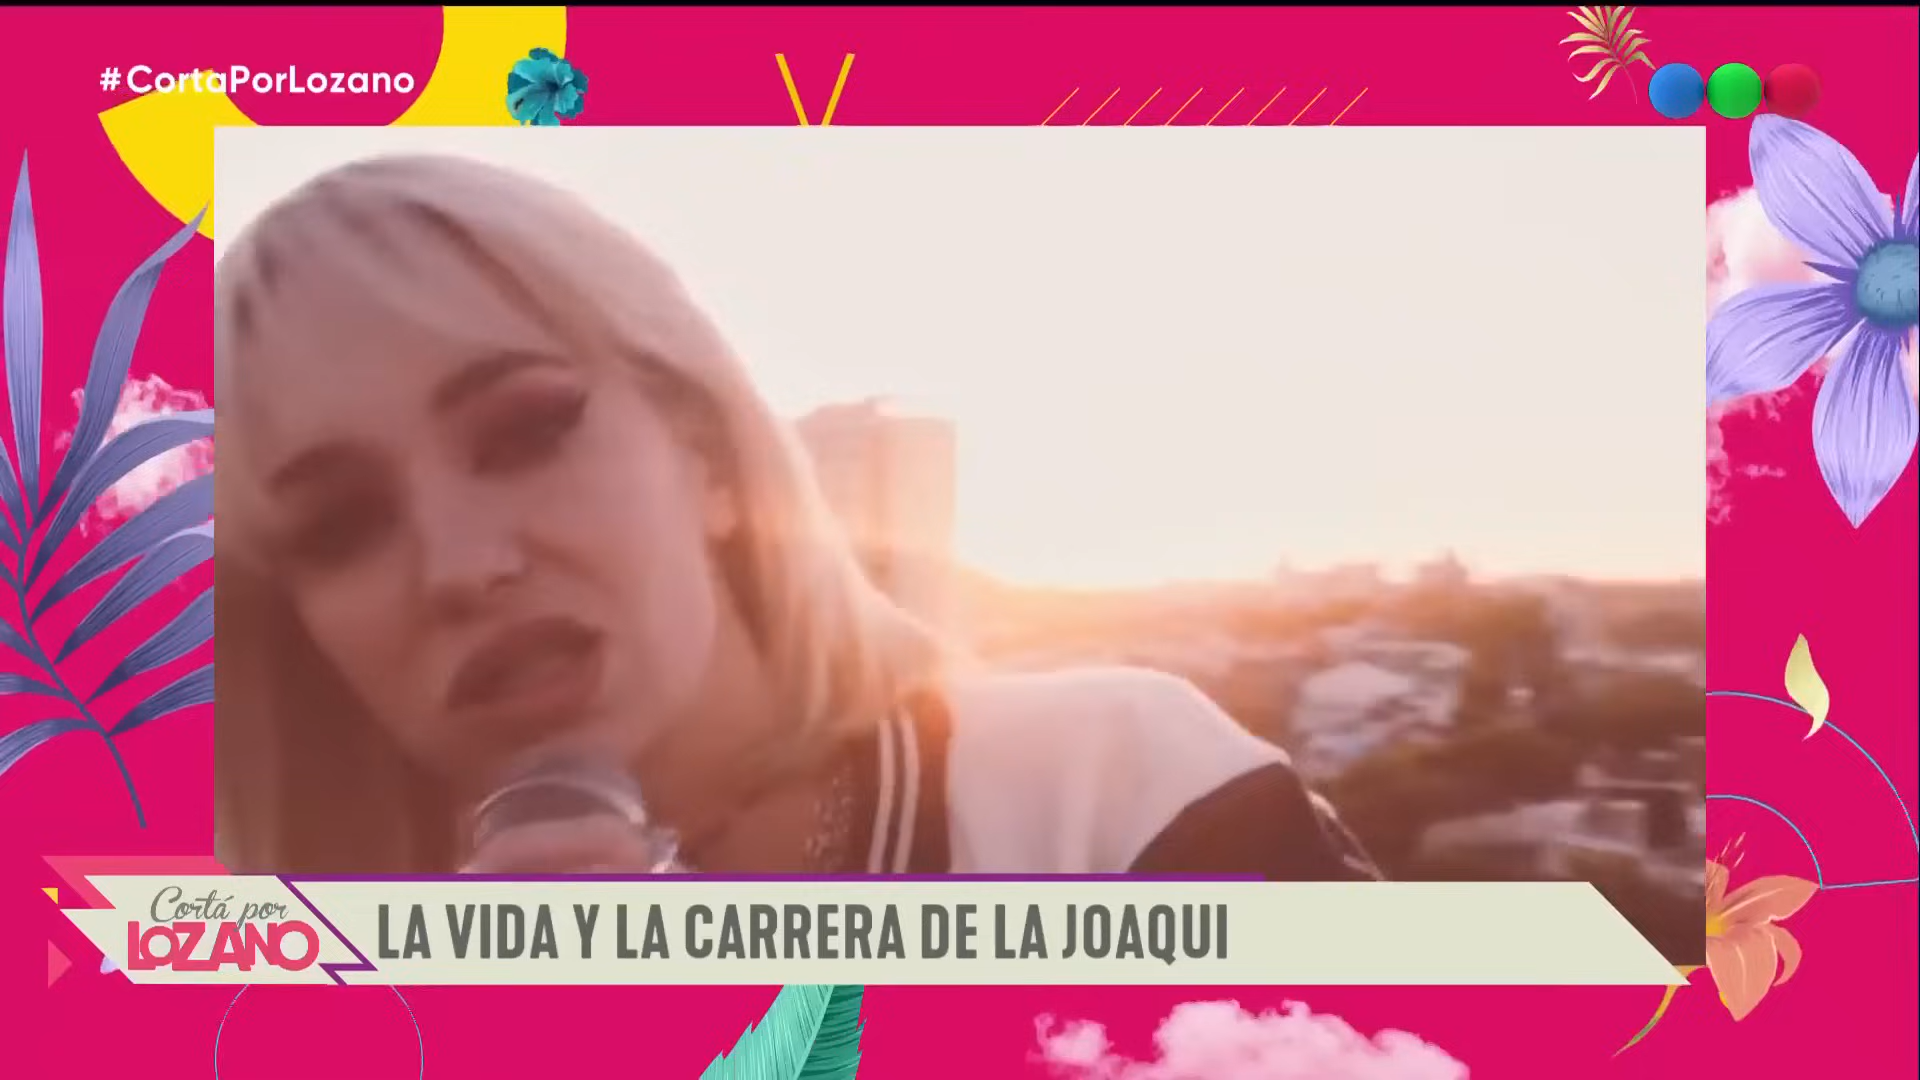 #CortaPorLozano
Cortá por
LOZANO
LA VIDA Y LA CARRERA DE LA JOAQUI